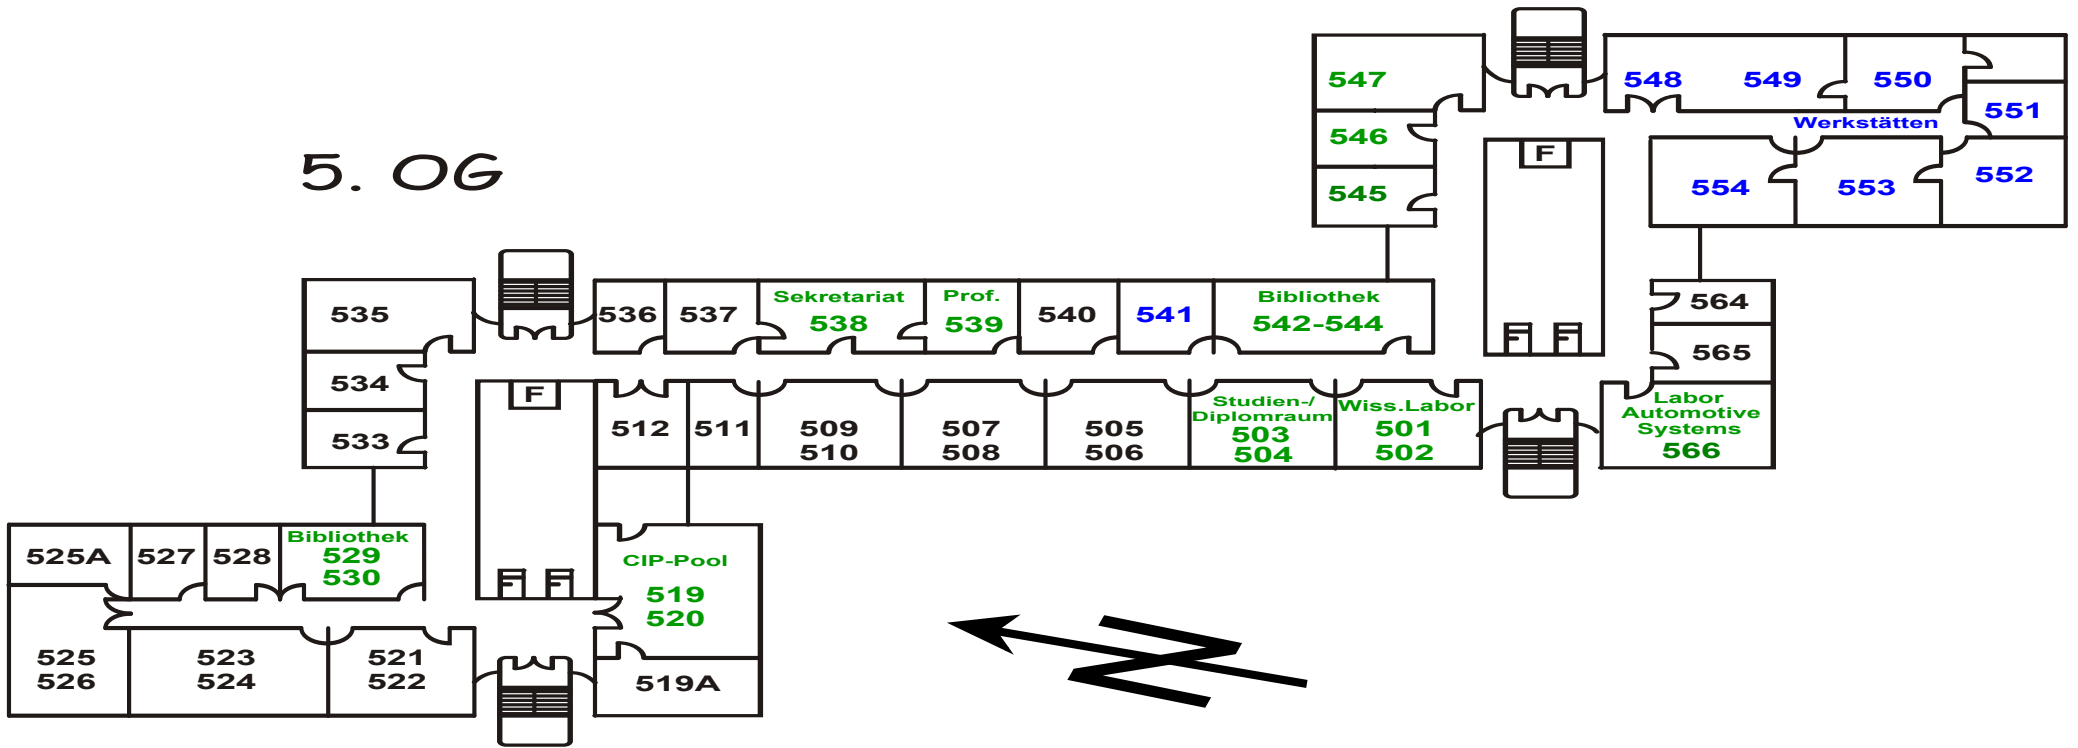 5. OG
547
546
545
548
549
550
551
Werkstätten
554
553
552
F
F
F
564
565
Labor
Automotive
Systems
566
535
534
533
536
537
Sekretariat
538
Prof.
539
540
541
Bibliothek
542-544
F
F
F
512
511
509
510
507
508
505
506
Studien-/
Diplomraum
503
504
Wiss.Labor
501
502
525A
527
528
Bibliothek
529
530
525
526
523
524
521
522
CIP-Pool
519
520
519A
N